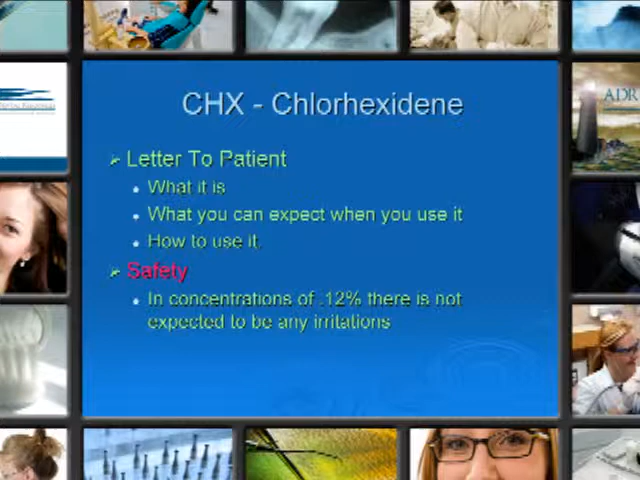 CHX - Chlorhexidene
Letter To Patient
What it is
What you can expect when you use it
How to use it.
Safety
In concentrations of .12% there is not
expected to be any irritations
ADR